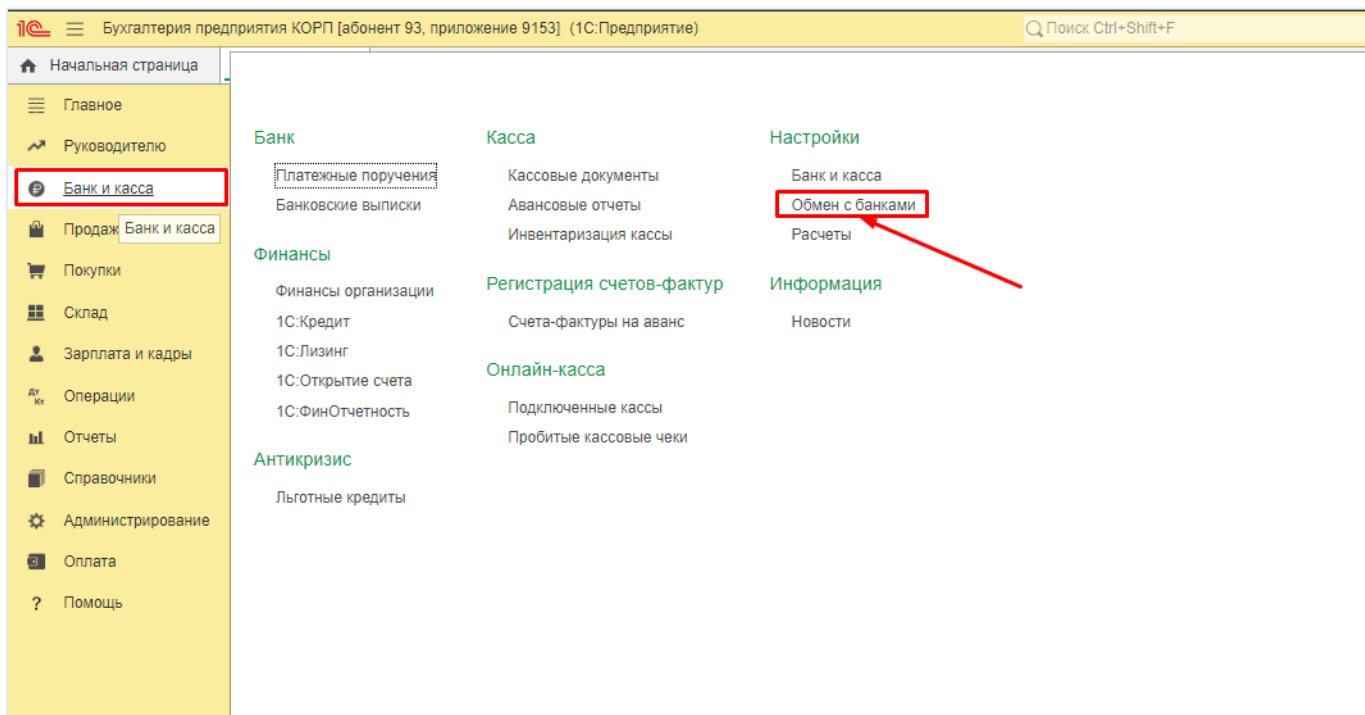 1С Бухгалтерия предприятия КОРП [абонент 93, приложение 9153] (1С:Предприятие)
Поиск Ctrl+Shift+F
Начальная страница
Главное
Руководителю
Банк и касса
Продаж
Банк и касса
Покупки
Склад
Зарплата и кадры
Дт Кт Операции
Отчеты
Справочники
Администрирование
Оплата
? Помощь
Банк
Платежные поручения
Банковские выписки
Финансы
Финансы организации
1С:Кредит
1С:Лизинг
1С:Открытие счета
1С:ФинОтчетность
Антикризис
Льготные кредиты
Касса
Кассовые документы
Авансовые отчеты
Инвентаризация кассы
Регистрация счетов-фактур
Счета-фактуры на аванс
Онлайн-касса
Подключенные кассы
Пробитые кассовые чеки
Настройки
Банк и касса
Обмен с банками
Расчеты
Информация
Новости